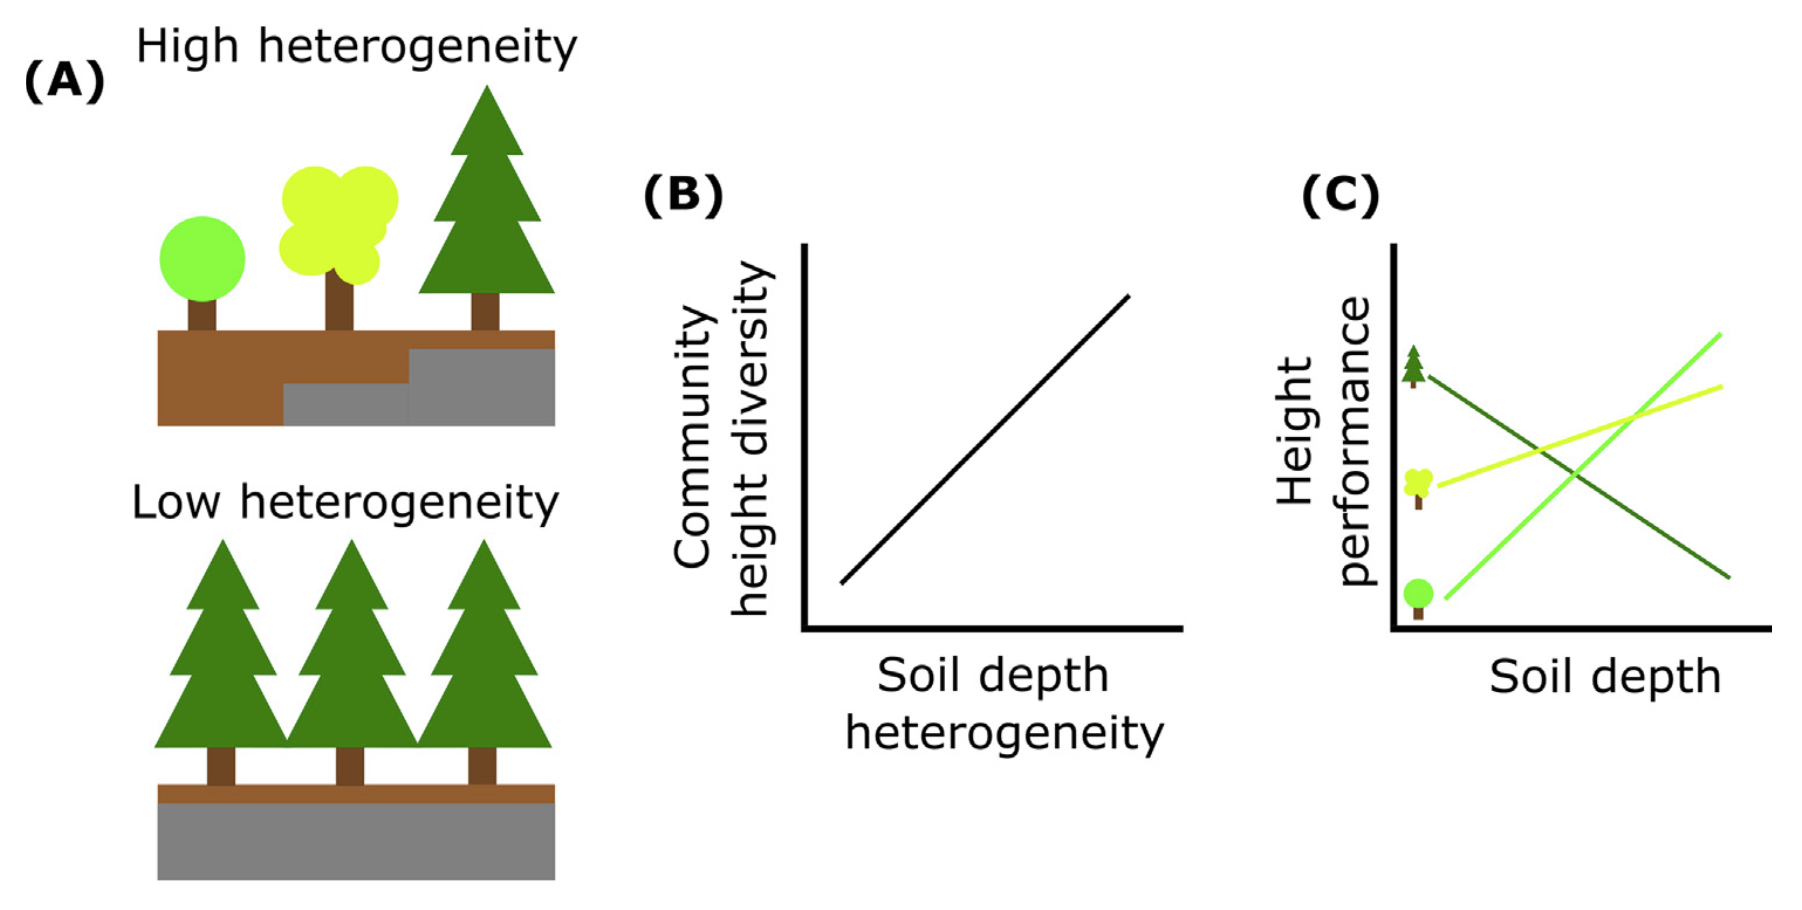 (A)
High heterogeneity
Low heterogeneity
(B)
Community
height diversity
Soil depth
heterogeneity
(C)
Height
performance
Soil depth